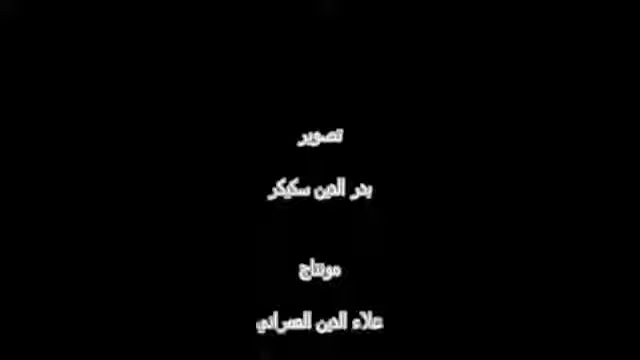 تصوير
بدر الدين سكيكر
مونتاج
علاء الدين العمراني